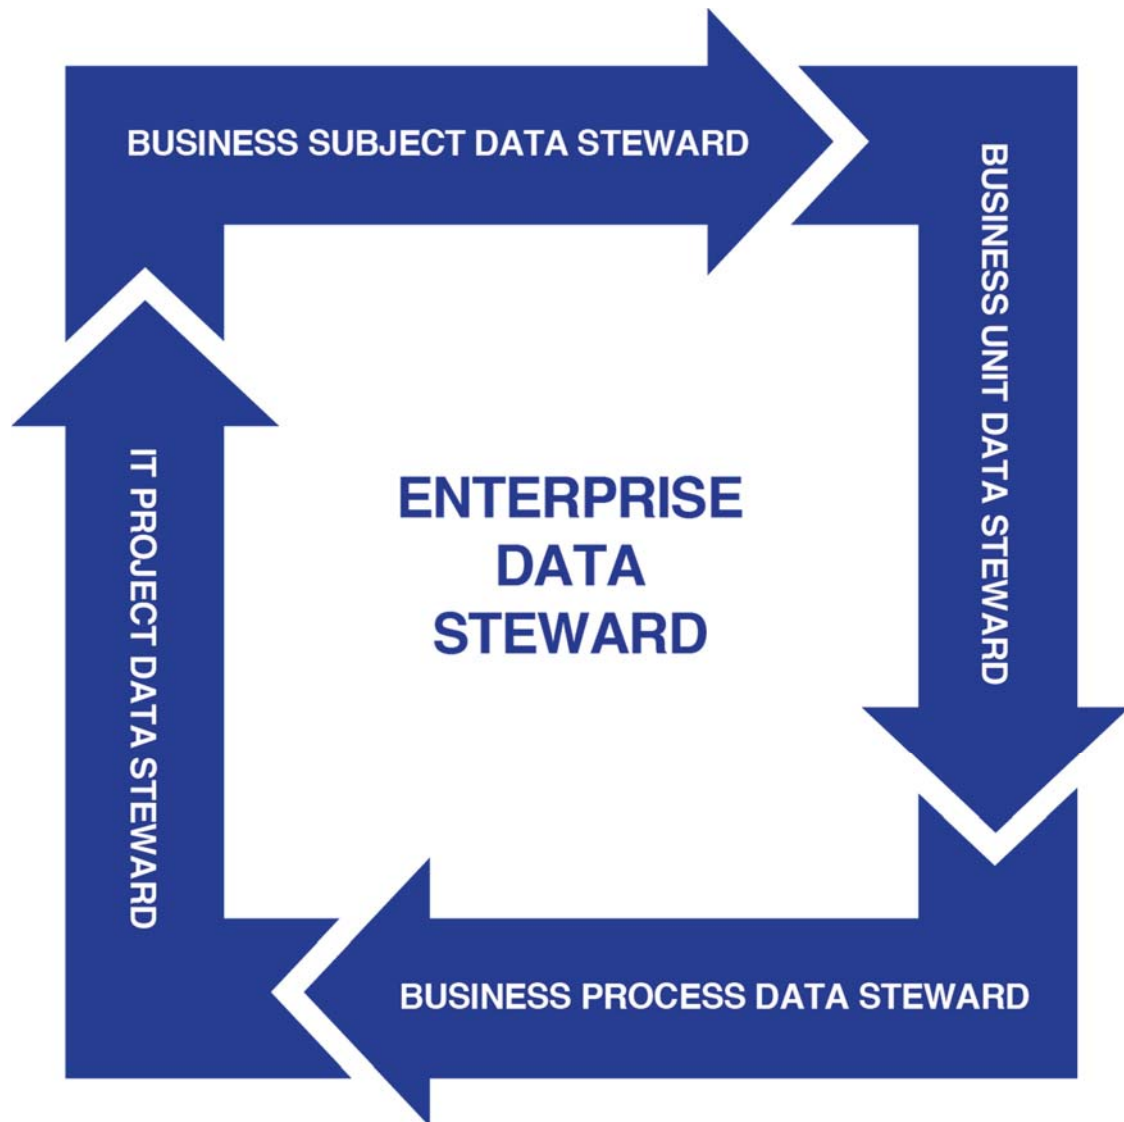 BUSINESS SUBJECT DATA STEWARD
BUSINESS UNIT DATA STEWARD
ENTERPRISE
DATA
STEWARD
IT PROJECT DATA STEWARD
BUSINESS PROCESS DATA STEWARD